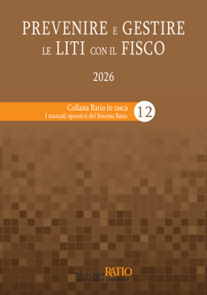 PREVENIRE E GESTIRE
LE LITI CON IL FISCO
2026
Collana Ratio in tasca
I manuali operativi del Sistema Ratio
12
RATIO